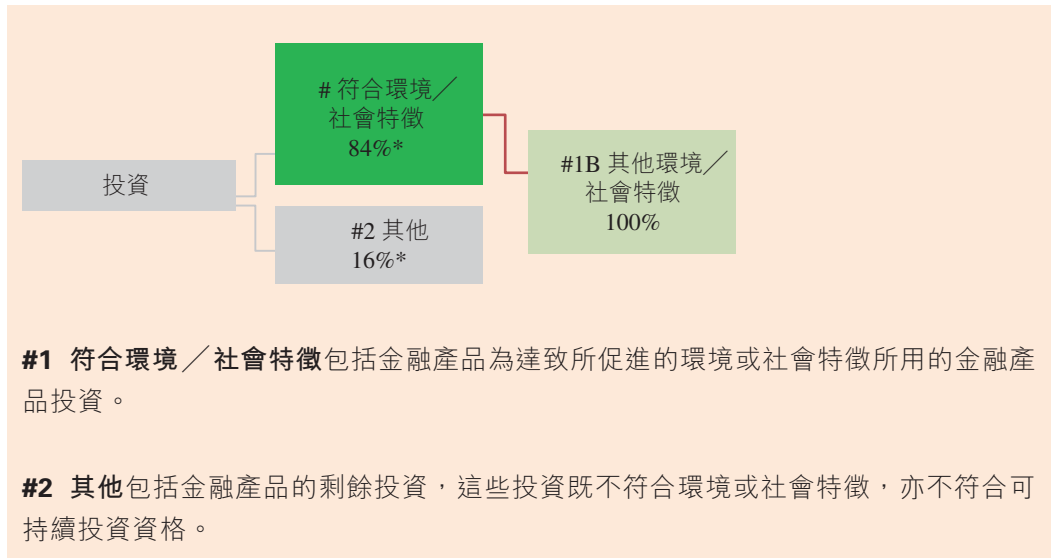 # 符合環境╱
社會特徵
84%*
#1B 其他環境╱
社會特徵
100%
投資
#2 其他
16%*
#1 符合環境╱社會特徵包括金融產品為達致所促進的環境或社會特徵所用的金融產
品投資。
#2 其他包括金融產品的剩餘投資，這些投資既不符合環境或社會特徵，亦不符合可
持續投資資格。